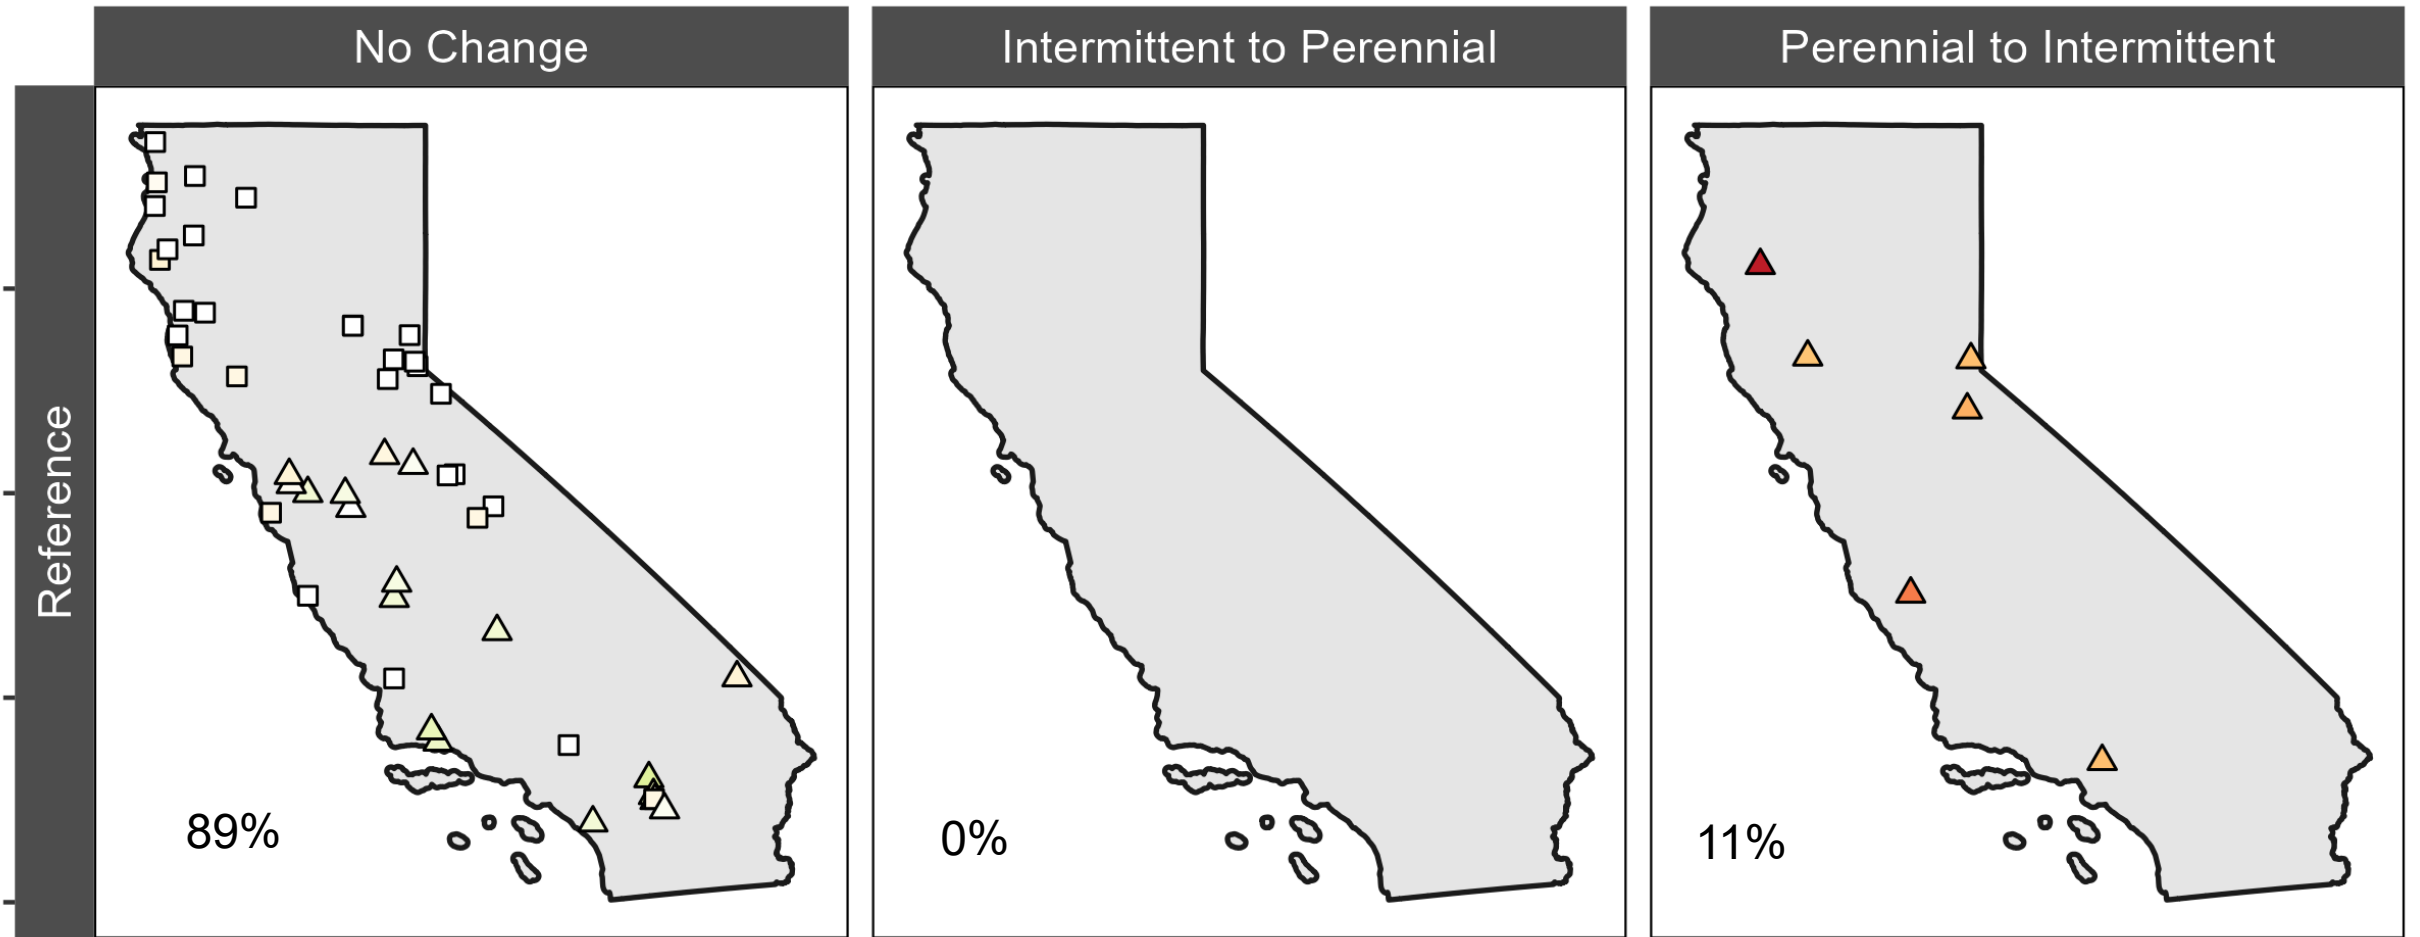 No Change
Intermittent to Perennial
Perennial to Intermittent
Reference
89%
0%
11%